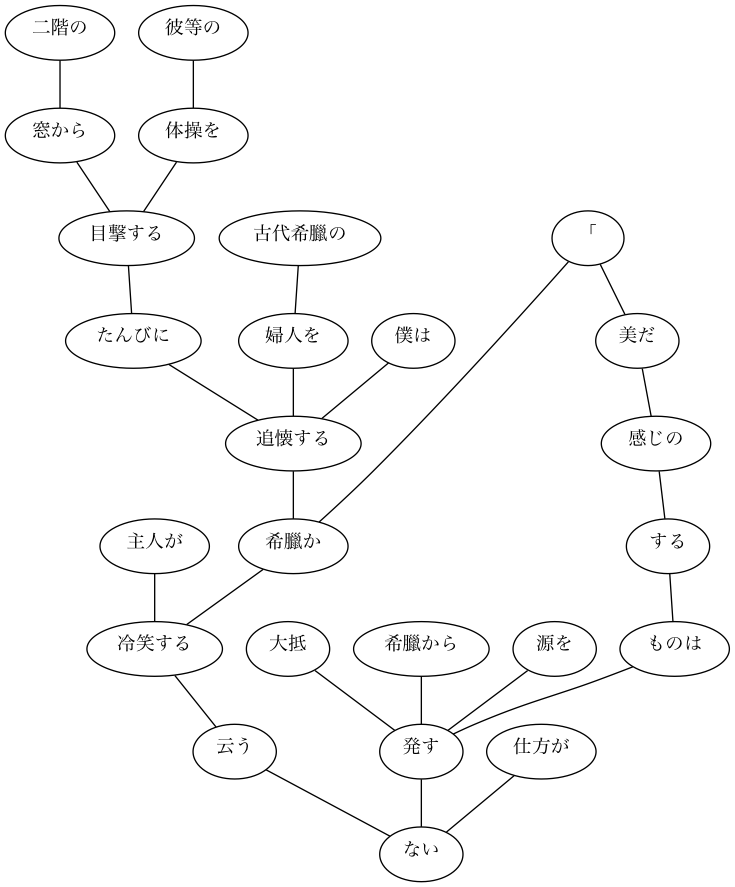 二階の
彼等の
窓から
体操を
目撃する
古代希臘の
「
たんびに
婦人を
僕は
美だ
追懐する
感じの
主人が
希臘か
する
冷笑する
大抵
希臘から
源を
ものは
云う
発す
仕方が
ない